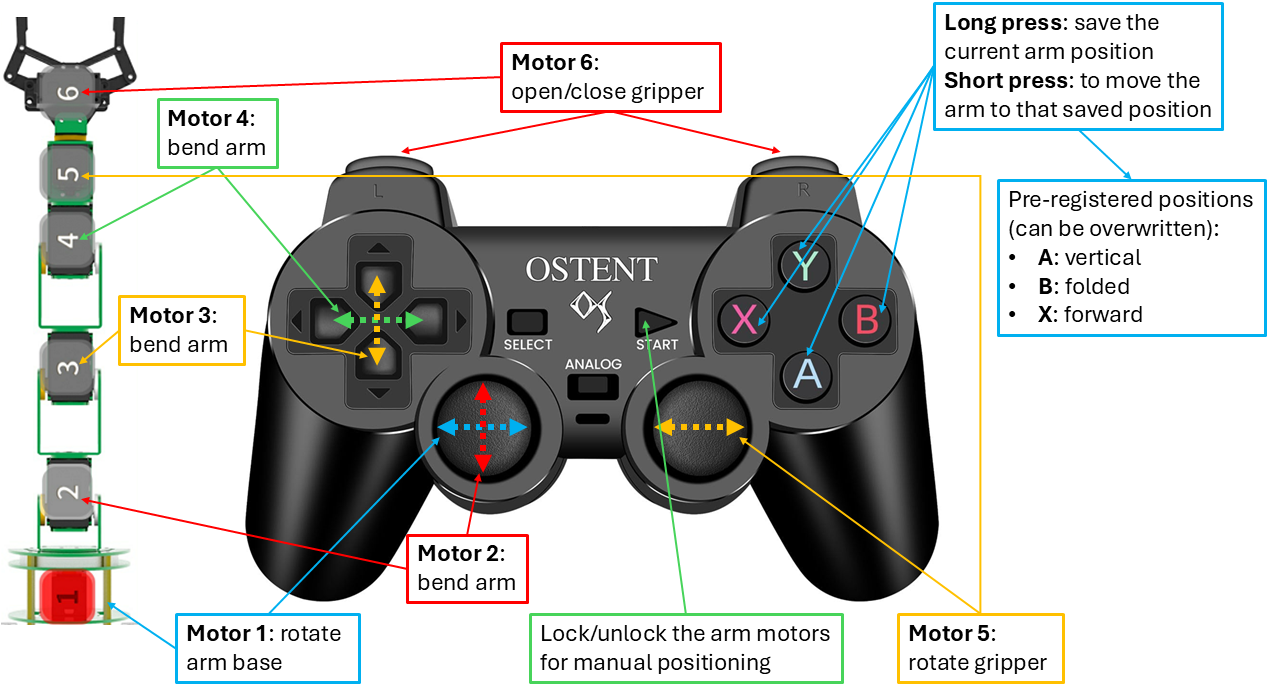 Long press: save the
current arm position
Short press: to move the
arm to that saved position
Motor 6:
open/close gripper
Motor 4:
bend arm
Pre-registered positions
(can be overwritten):
• A: vertical
• B: folded
• X: forward
Motor 3:
bend arm
6
5
4
3
2
1
L
R
OSTENT
SELECT
START
ANALOG
Y
X
B
A
Motor 2:
bend arm
Motor 1: rotate
arm base
Lock/unlock the arm motors
for manual positioning
Motor 5:
rotate gripper